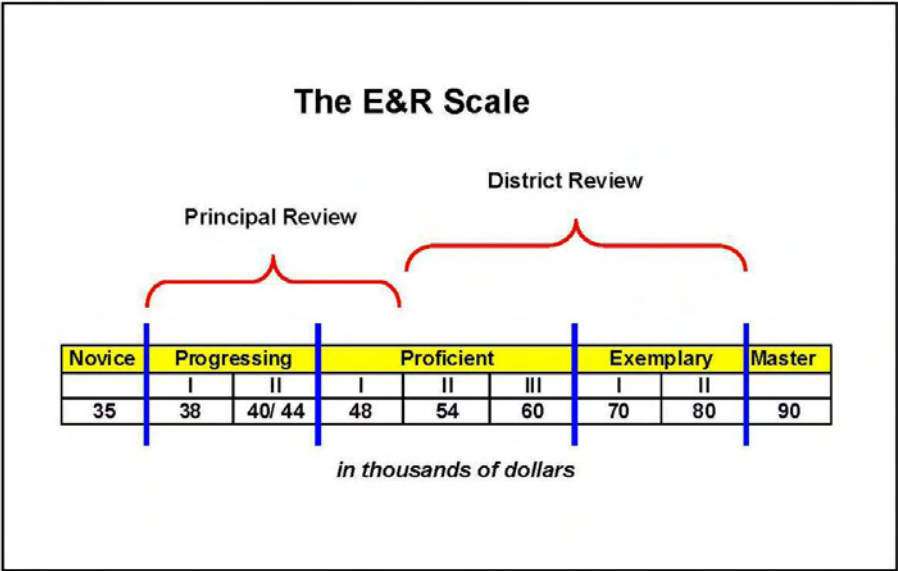 The E&R Scale
District Review
Principal Review
Novice Progressing Proficient Exemplary Master
I II I II III I II
35 38 40/ 44 48 54 60 70 80 90
in thousands of dollars